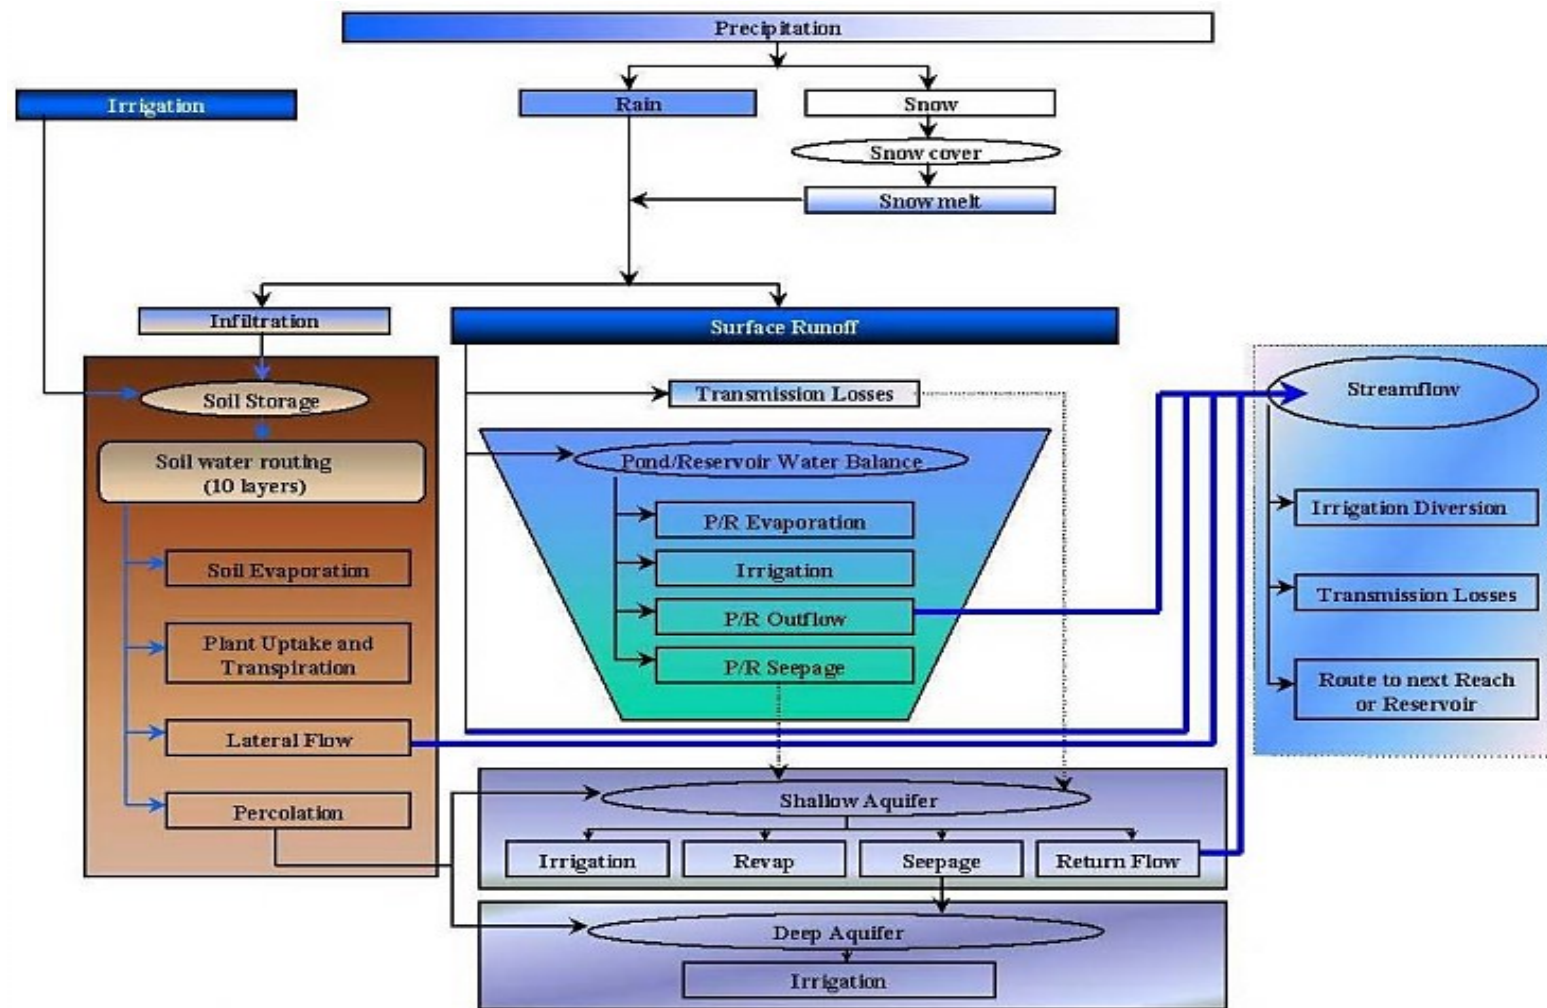 Precipitation
Irrigation
Rain
Snow
Snow cover
Snow melt
Infiltration
Surface Runoff
Soil Storage
Transmission Losses
Streamflow
Soil water routing
(10 layers)
Pond/Reservoir Water Balance
P/R Evaporation
Irrigation Diversion
Soil Evaporation
Irrigation
Transmission Losses
P/R Outflow
Plant Uptake and
Transpiration
P/R Seepage
Route to next Reach
or Reservoir
Lateral Flow
Percolation
Shallow Aquifer
Irrigation
Revap
Seepage
Return Flow
Deep Aquifer
Irrigation